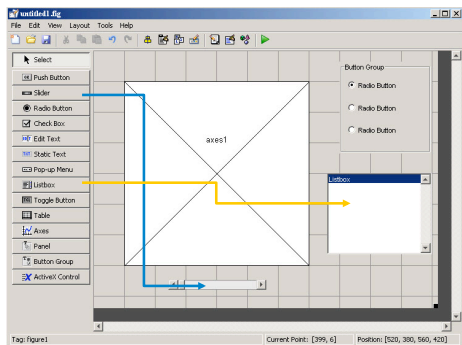 untitled1.fig
File Edit View Layout Tools Help
Select
Push Button
Slider
Radio Button
Check Box
Edit Text
Static Text
Pop-up Menu
Listbox
Toggle Button
Table
Axes
Panel
Button Group
ActiveX Control
axes1
Button Group
Radio Button
Radio Button
Radio Button
Listbox
Tag: figure1 Current Point: [399, 6] Position: [520, 380, 560, 420]